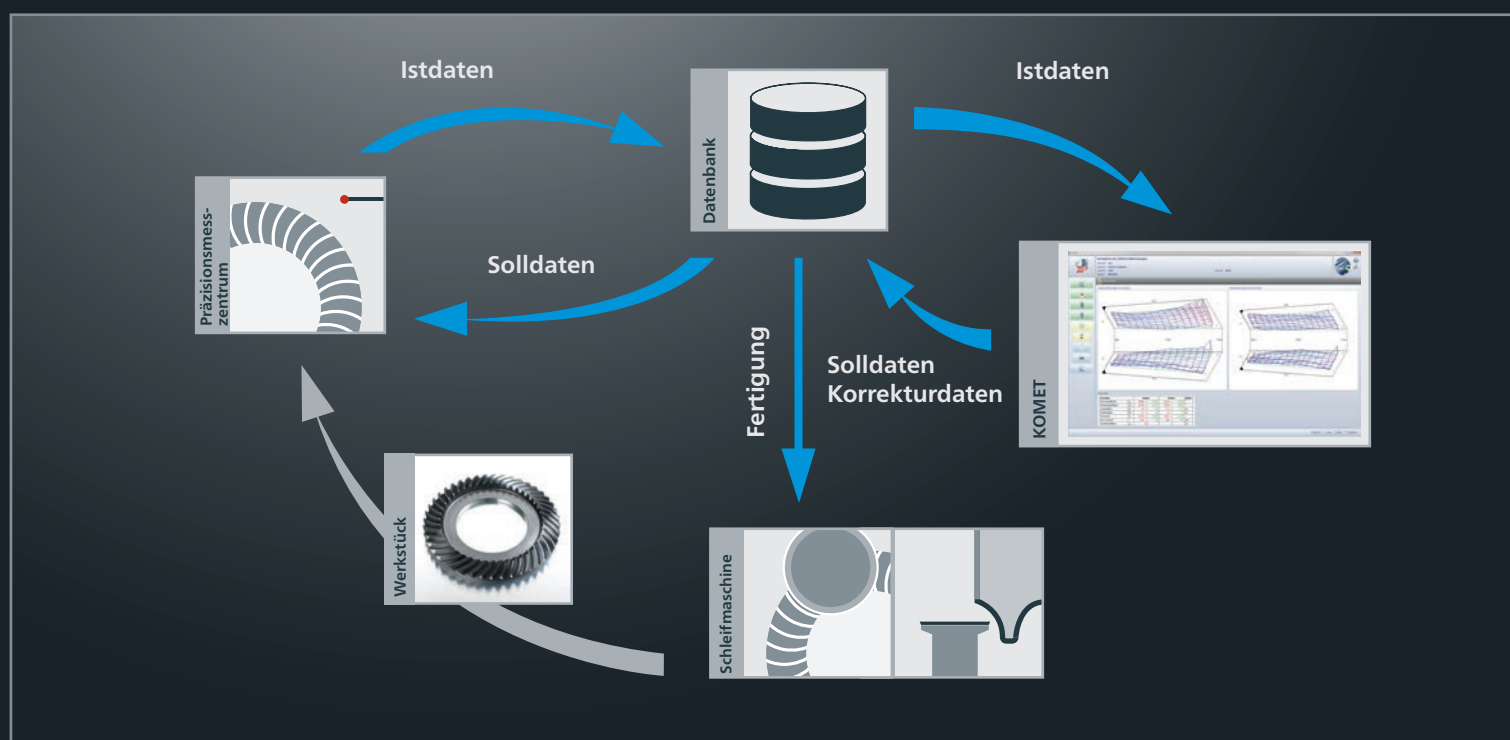 Istdaten
Istdaten
Datenbank
Präzisionsmess-
zentrum
Solldaten
Fertigung
Solldaten
Korrekturdaten
KOMET
Werkstück
Schleifmaschine